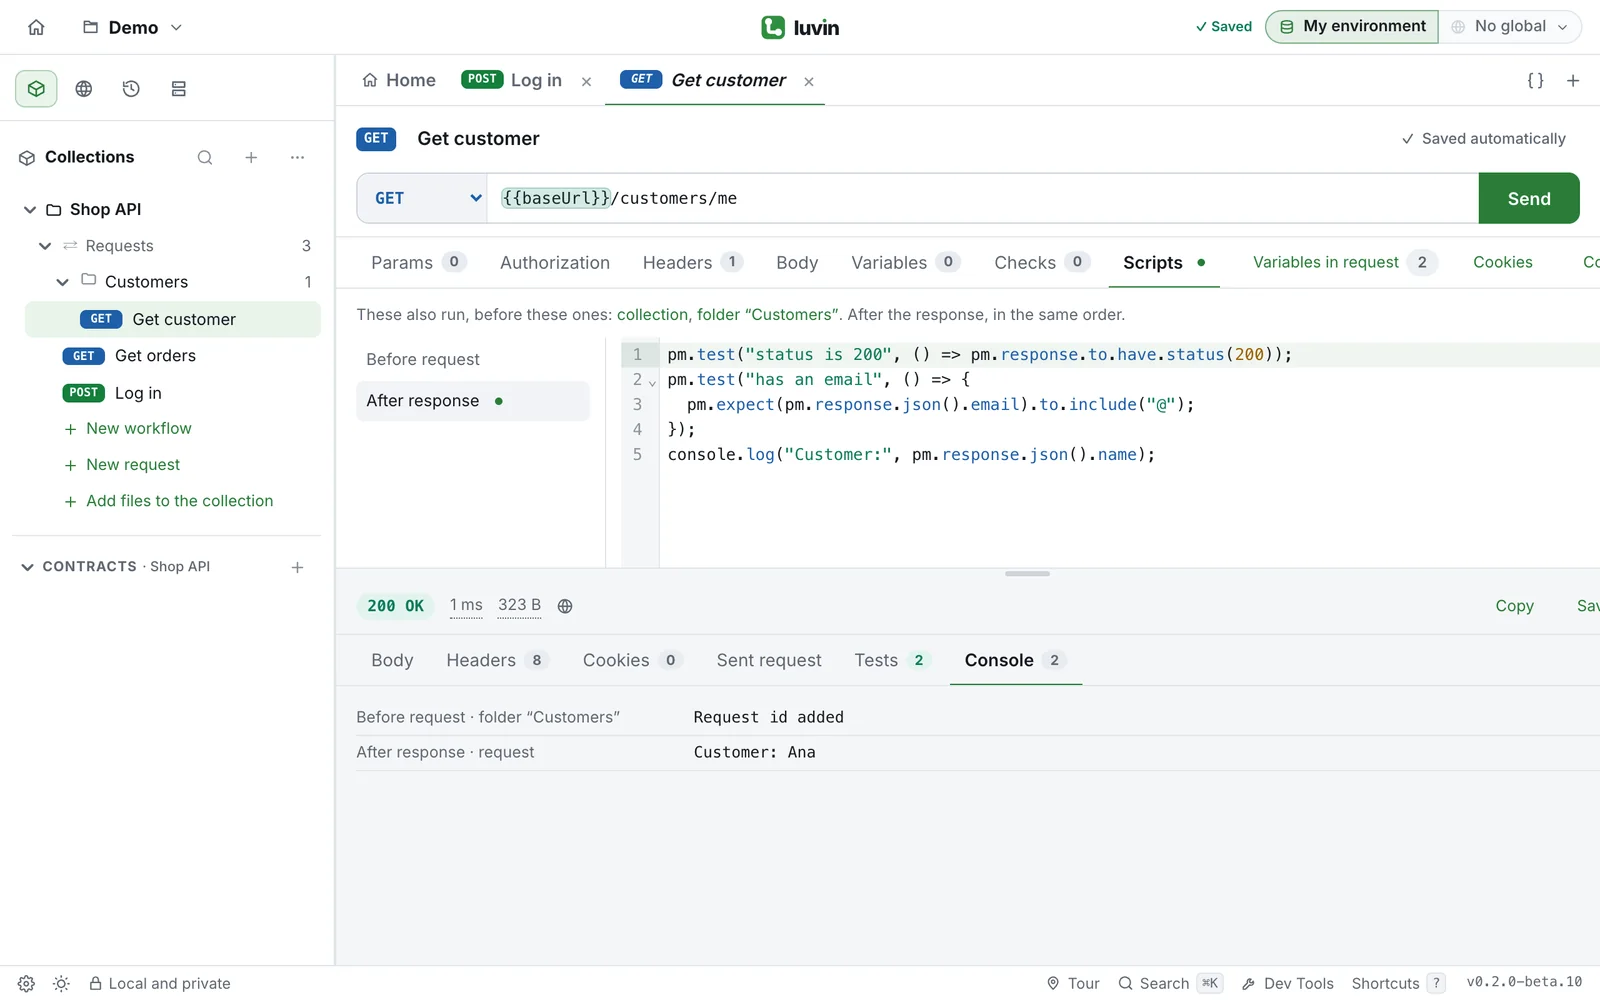 Demo
luvin
Saved
My environment
No global
Home
POST Log in
GET Get customer
{ }
Collections
Shop API
Requests 3
Customers 1
GET Get customer
GET Get orders
POST Log in
New workflow
New request
Add files to the collection
CONTRACTS · Shop API
GET Get customer
Saved automatically
GET
{{baseUrl}}/customers/me
Send
Params 0
Authorization
Headers 1
Body
Variables 0
Checks 0
Scripts
Variables in request 2
Cookies
Co
These also run, before these ones: collection, folder “Customers”. After the response, in the same order.
Before request
After response
1 pm.test("status is 200", () => pm.response.to.have.status(200));
2 pm.test("has an email", () => {
3 pm.expect(pm.response.json().email).to.include("@");
4 });
5 console.log("Customer:", pm.response.json().name);
200 OK
1 ms
323 B
Copy
Sav
Body
Headers 8
Cookies 0
Sent request
Tests 2
Console 2
Before request · folder “Customers” Request id added
After response · request Customer: Ana
Local and private
Tour
Search ⌘K
Dev Tools
Shortcuts ?
v0.2.0-beta.10